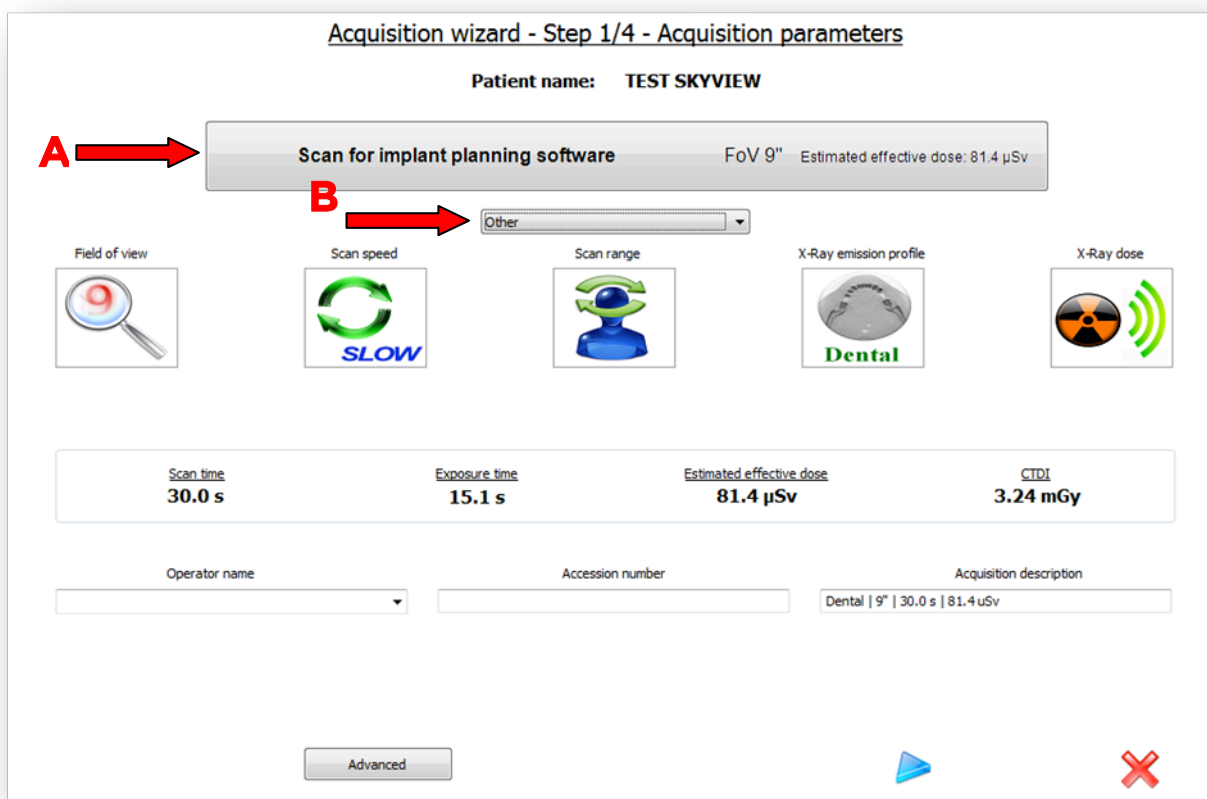 Acquisition wizard - Step 1/4 - Acquisition parameters
Patient name: TEST SKYVIEW
A
Scan for implant planning software FoV 9" Estimated effective dose: 81.4 µSv
B
Other
Field of view Scan speed Scan range X-Ray emission profile X-Ray dose
9 SLOW Dental
Scan time Exposure time Estimated effective dose CTDI
30.0 s 15.1 s 81.4 µSv 3.24 mGy
Operator name Accession number Acquisition description
Dental | 9" | 30.0 s | 81.4 uSv
Advanced